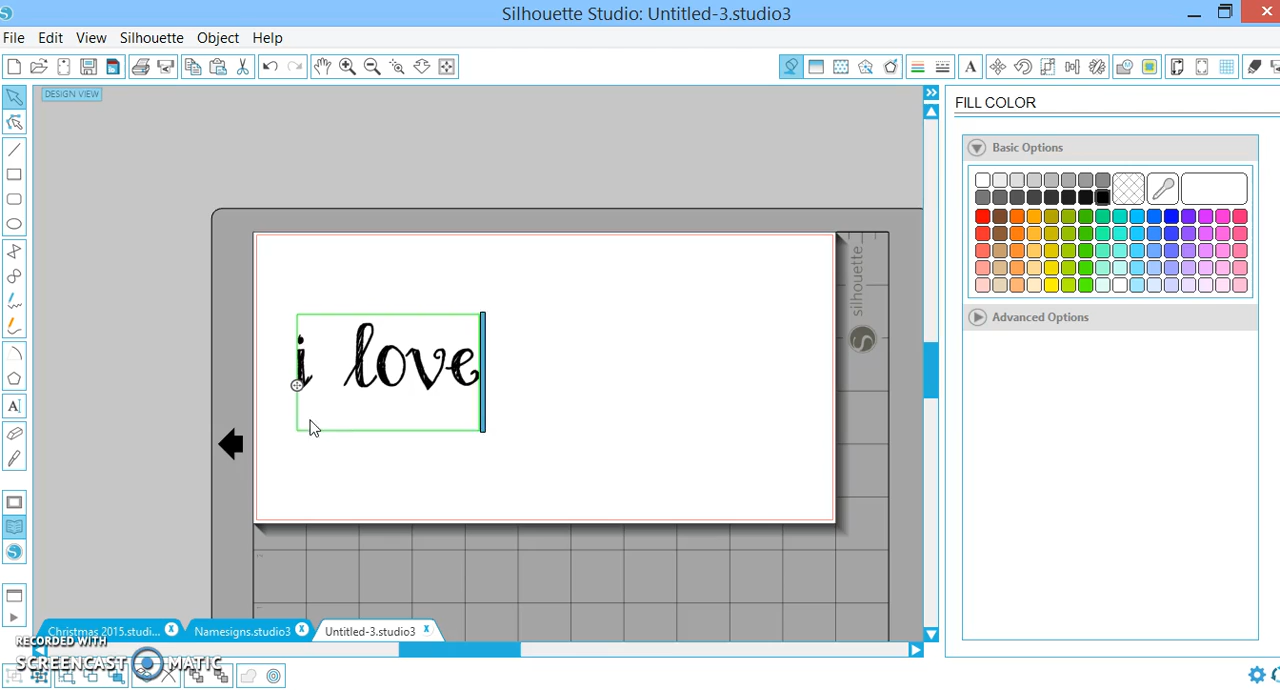 Silhouette Studio: Untitled-3.studio3
File Edit View Silhouette Object Help
DESIGN VIEW
FILL COLOR
Basic Options
Advanced Options
silhouette
i love
Christmas 2015.studi... Namesigns.studio3 Untitled-3.studio3
RECORDED WITH
SCREENCAST MATIC